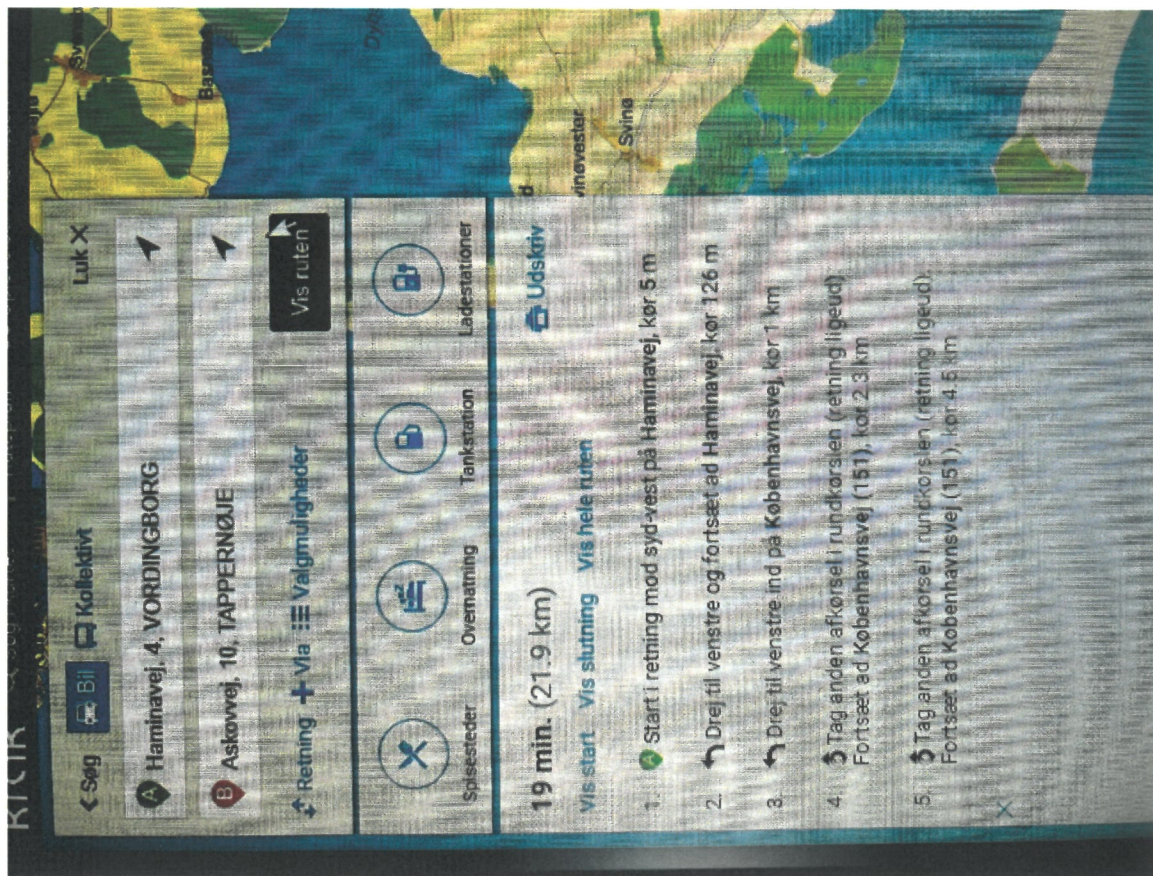 KRAK
Søg
Bil
Kollektivt
Luk X
A
Haminavej, 4, VORDINGBORG
B
Askovvej, 10, TAPPERNØJE
Retning
Via
Valgmuligheder
Vis ruten
Spisesteder
Overnatning
Tankstation
Ladestationer
19 min. (21.9 km)
Udskriv
Vis start Vis slutning Vis hele ruten
1. Start i retning mod syd-vest på Haminavej, kør 5 m
2. Drej til venstre og fortsæt ad Haminavej, kør 126 m
3. Drej til venstre ind på Københavnsvej, kør 1 km
4. Tag anden afkørsel i rundkørslen (retning ligeud).
Fortsæt ad Københavnsvej (151), kør 2.3 km
5. Tag anden afkørsel i rundkørslen (retning ligeud).
Fortsæt ad Københavnsvej (151), kør 4.5 km
Svinø